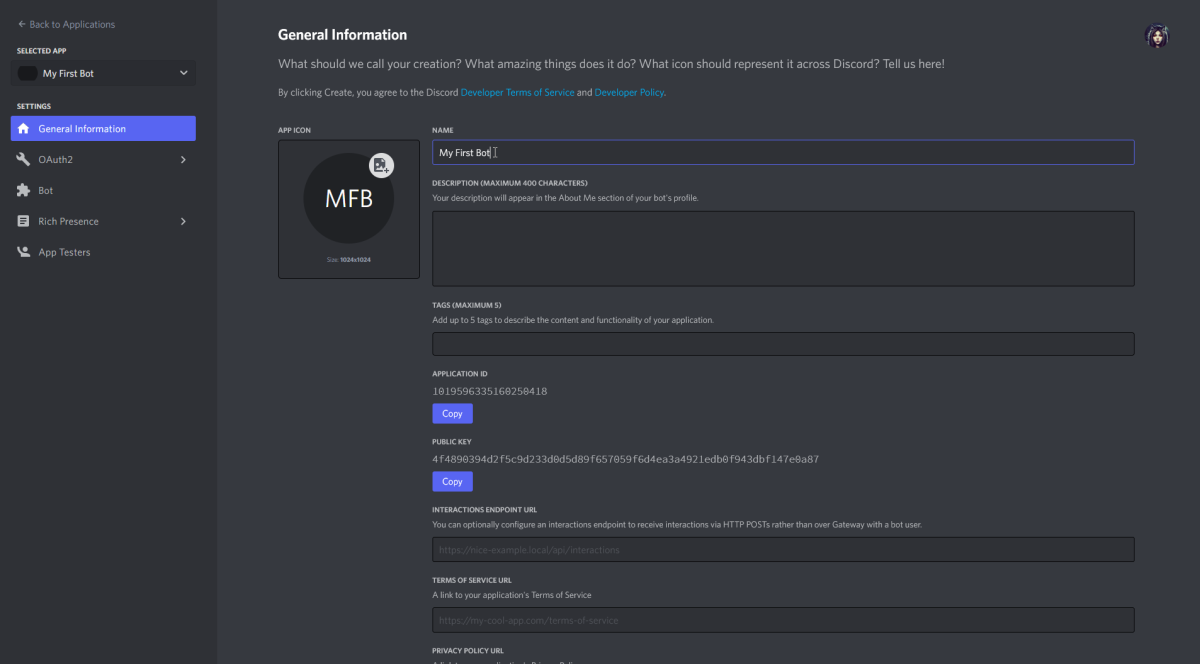 Back to Applications
SELECTED APP
My First Bot
SETTINGS
General Information
OAuth2
Bot
Rich Presence
App Testers
General Information
What should we call your creation? What amazing things does it do? What icon should represent it across Discord? Tell us here!
By clicking Create, you agree to the Discord Developer Terms of Service and Developer Policy.
APP ICON
MFB
Size: 1024x1024
NAME
My First Bot
DESCRIPTION (MAXIMUM 400 CHARACTERS)
Your description will appear in the About Me section of your bot's profile.
TAGS (MAXIMUM 5)
Add up to 5 tags to describe the content and functionality of your application.
APPLICATION ID
1019596335160250418
Copy
PUBLIC KEY
4f4890394d2f5c9d233d0d5d89f657059f6d4ea3a4921edb0f943dbf147e0a87
Copy
INTERACTIONS ENDPOINT URL
You can optionally configure an interactions endpoint to receive interactions via HTTP POSTs rather than over Gateway with a bot user.
https://nice-example.local/api/interactions
TERMS OF SERVICE URL
A link to your application's Terms of Service
https://my-cool-app.com/terms-of-service
PRIVACY POLICY URL